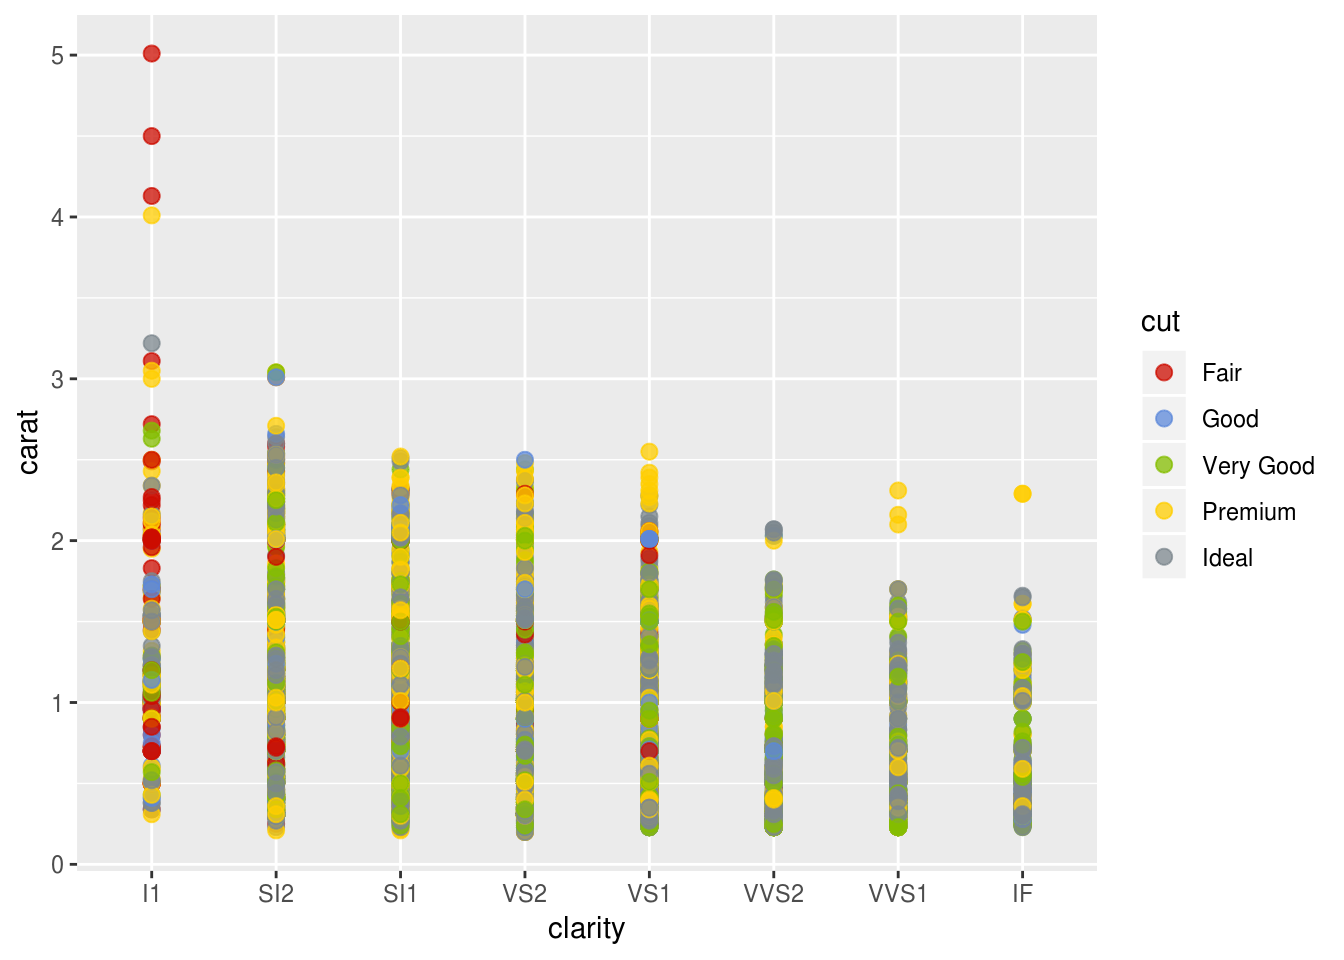 carat
5
4
3
2
1
0
I1 SI2 SI1 VS2 VS1 VVS2 VVS1 IF
clarity
cut
Fair
Good
Very Good
Premium
Ideal